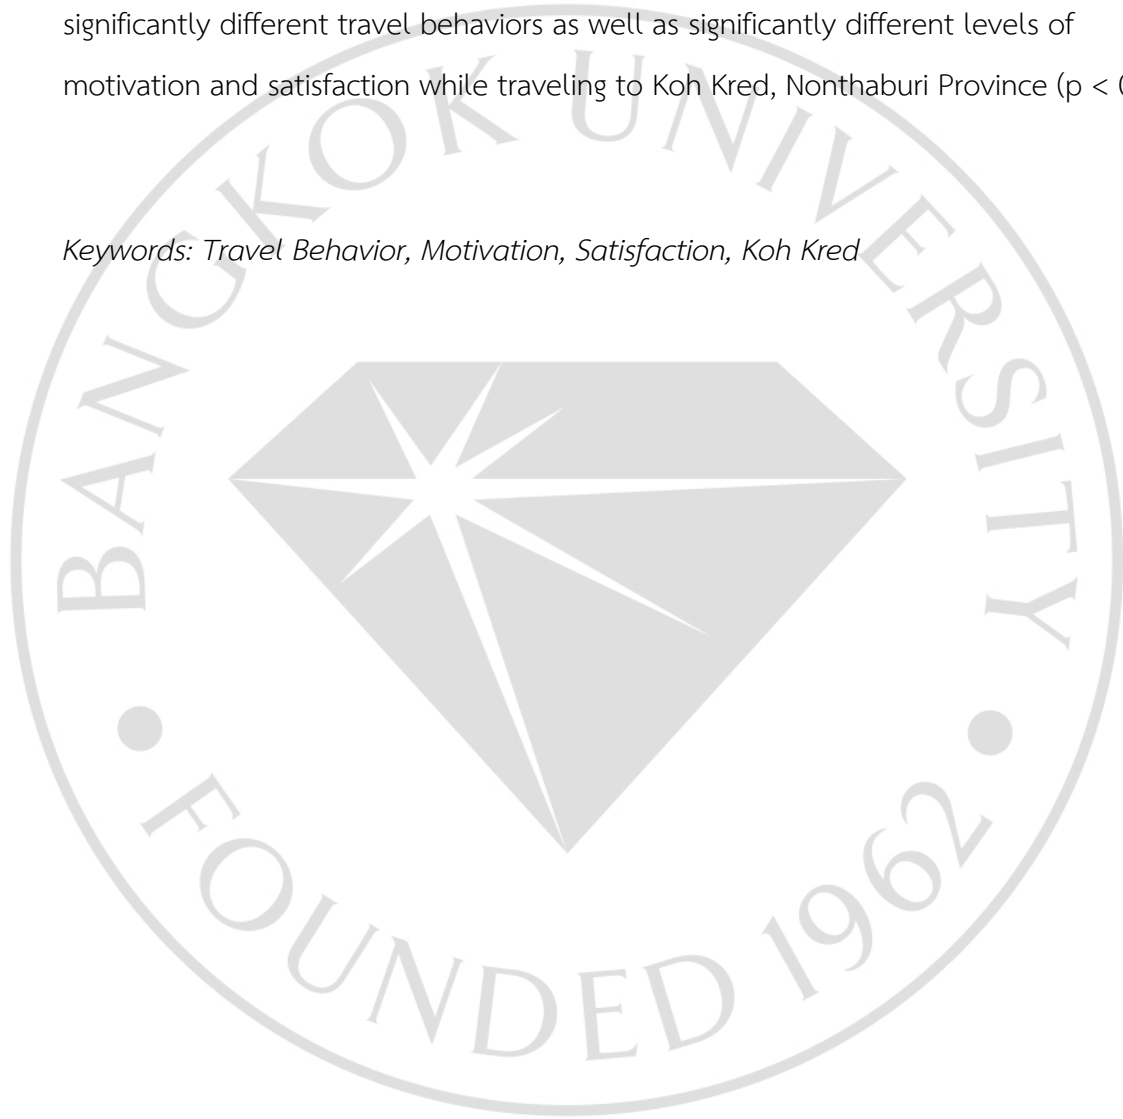 significantly different travel behaviors as well as significantly different levels of
motivation and satisfaction while traveling to Koh Kred, Nonthaburi Province (p < 0
Keywords: Travel Behavior, Motivation, Satisfaction, Koh Kred
BANGKOK UNIVERSITY
FOUNDED 1962